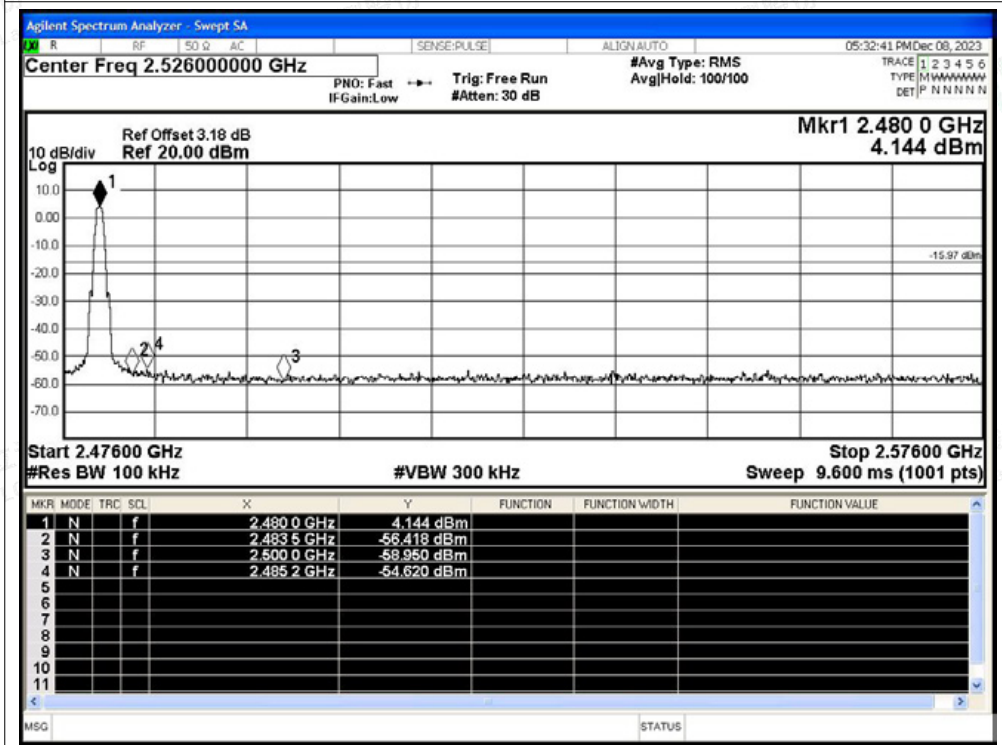 Agilent Spectrum Analyzer - Swept SA
LXI R RF 50 Ω AC SENSE:PULSE ALIGN AUTO 05:32:41 PM Dec 08, 2023
Center Freq 2.526000000 GHz #Avg Type: RMS TRACE 1 2 3 4 5 6
PNO: Fast Trig: Free Run Avg|Hold: 100/100 TYPE M WWWWW
IFGain:Low #Atten: 30 dB DET P N N N N N
Mkr1 2.480 0 GHz
Ref Offset 3.18 dB
10 dB/div Ref 20.00 dBm 4.144 dBm
Log
10.0
1
0.00
-10.0
-15.97 dBm
-20.0
-30.0
-40.0
2 4 3
-50.0
-60.0
-70.0
Start 2.47600 GHz Stop 2.57600 GHz
#Res BW 100 kHz #VBW 300 kHz Sweep 9.600 ms (1001 pts)
MKR MODE TRC SCL X Y FUNCTION FUNCTION WIDTH FUNCTION VALUE
1 N f 2.480 0 GHz 4.144 dBm
2 N f 2.483 5 GHz -56.418 dBm
3 N f 2.500 0 GHz -58.950 dBm
4 N f 2.485 2 GHz -54.620 dBm
5
6
7
8
9
10
11
MSG STATUS